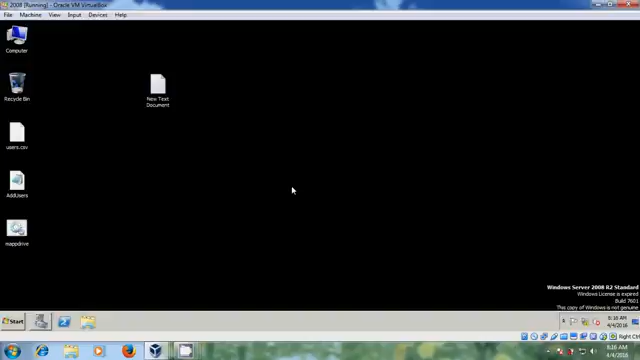 2008 [Running] - Oracle VM VirtualBox
File Machine View Input Devices Help
Computer
Recycle Bin
New Text
Document
users.csv
AddUsers
mappdrive
Windows Server 2008 R2 Standard
Windows License is expired
Build 7601
This copy of Windows is not genuine
Start
8:16 AM
4/4/2016
Right Ctrl
8:16 AM
4/4/2016